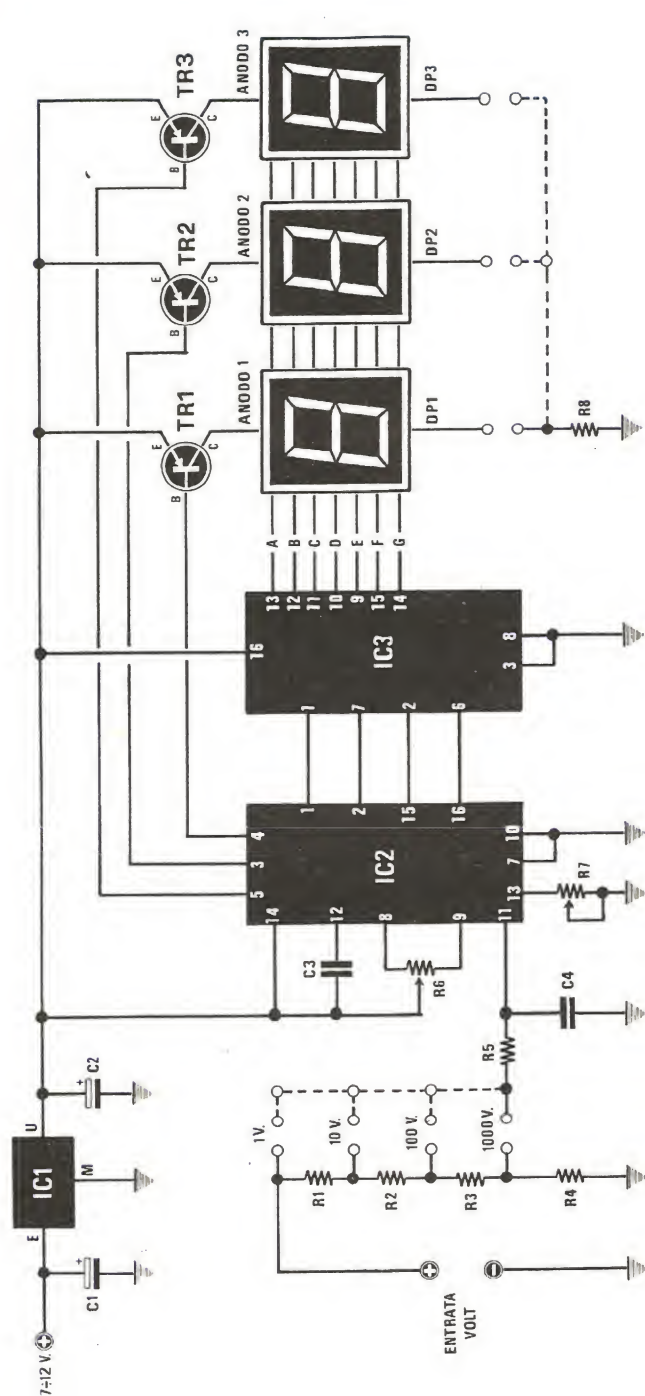 7÷12 V.
E
IC1
U
M
C1
+
C2
+
E
B
C
TR1
E
B
C
TR2
E
B
C
TR3
ANODO 1
ANODO 2
ANODO 3
DP1
DP2
DP3
R8
A
B
C
D
E
F
G
13
12
11
10
9
15
14
16
IC3
1
7
2
6
3
8
4
3
5
14
12
8
9
11
IC2
1
2
15
16
10
7
13
R7
C3
R6
R5
C4
1V.
10 V.
100 V.
1000V.
R1
R2
R3
R4
ENTRATA
VOLT